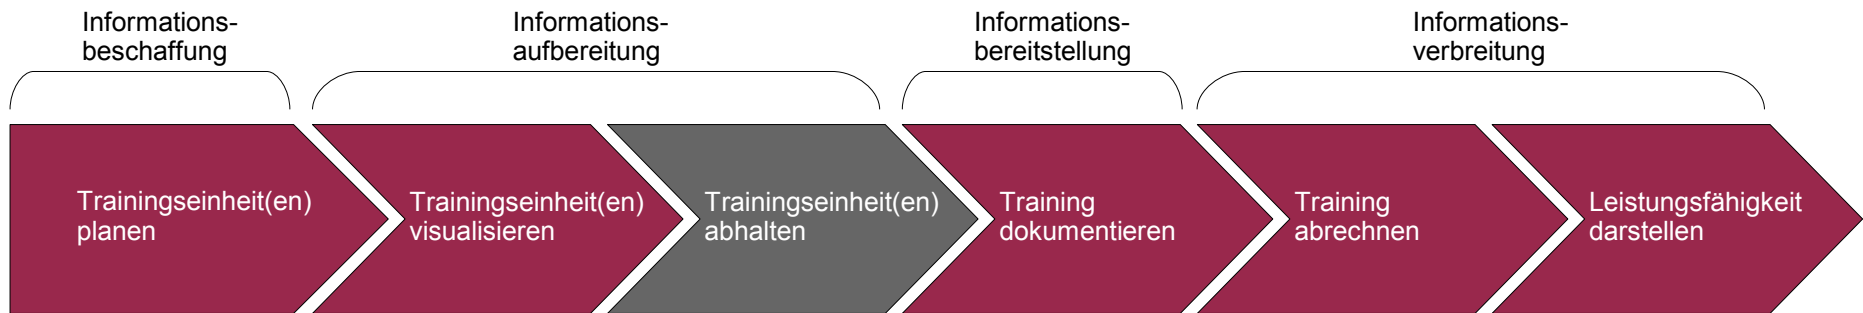 Informations-
beschaffung
Informations-
aufbereitung
Informations-
bereitstellung
Informations-
verbreitung
Trainingseinheit(en)
planen
Trainingseinheit(en)
visualisieren
Trainingseinheit(en)
abhalten
Training
dokumentieren
Training
abrechnen
Leistungsfähigkeit
darstellen